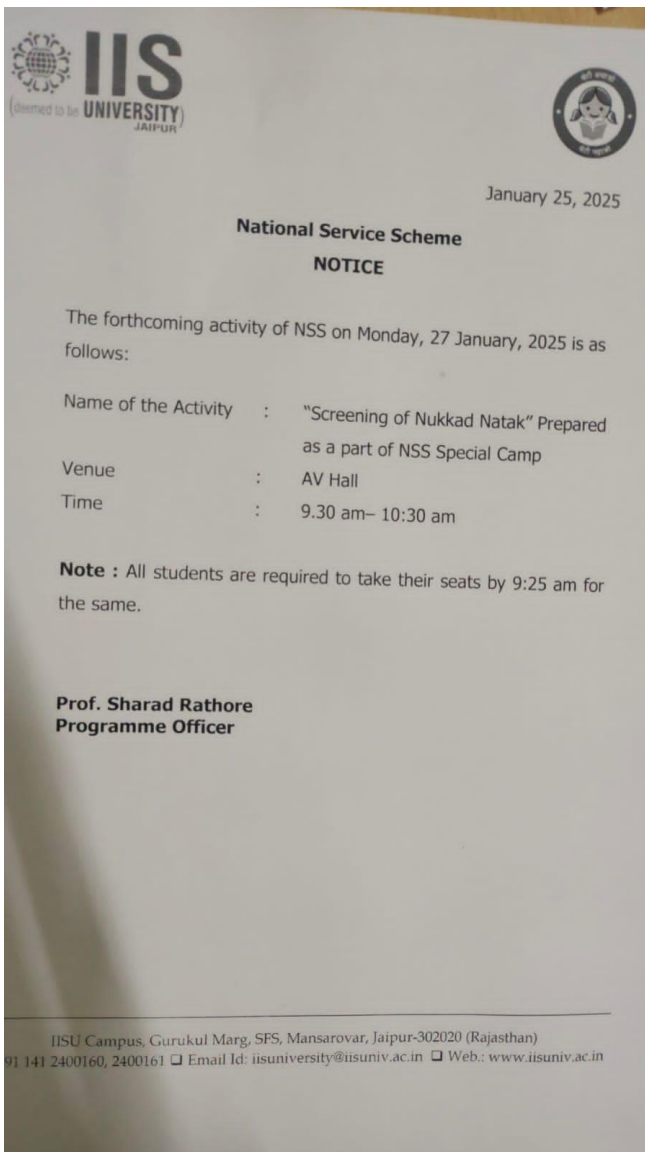 IIS
(deemed to be UNIVERSITY)
JAIPUR
बेटी बचाओ
बेटी पढ़ाओ
January 25, 2025
National Service Scheme
NOTICE
The forthcoming activity of NSS on Monday, 27 January, 2025 is as
follows:
Name of the Activity : “Screening of Nukkad Natak” Prepared
as a part of NSS Special Camp
Venue : AV Hall
Time : 9.30 am– 10:30 am
Note : All students are required to take their seats by 9:25 am for
the same.
Prof. Sharad Rathore
Programme Officer
IISU Campus, Gurukul Marg, SFS, Mansarovar, Jaipur-302020 (Rajasthan)
91 141 2400160, 2400161 ❑ Email Id: iisuniversity@iisuniv.ac.in ❑ Web.: www.iisuniv.ac.in